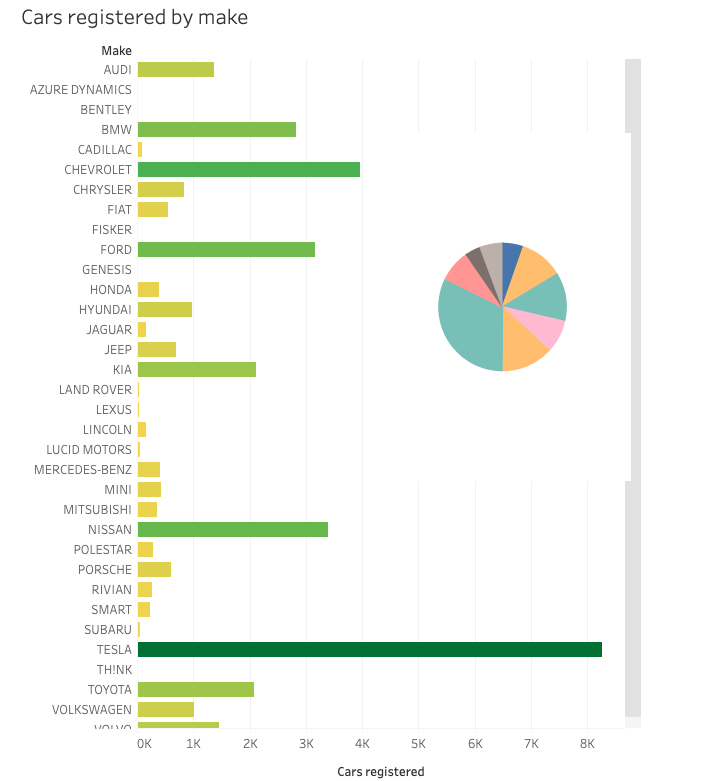 Cars registered by make
Make
AUDI
AZURE DYNAMICS
BENTLEY
BMW
CADILLAC
CHEVROLET
CHRYSLER
FIAT
FISKER
FORD
GENESIS
HONDA
HYUNDAI
JAGUAR
JEEP
KIA
LAND ROVER
LEXUS
LINCOLN
LUCID MOTORS
MERCEDES-BENZ
MINI
MITSUBISHI
NISSAN
POLESTAR
PORSCHE
RIVIAN
SMART
SUBARU
TESLA
TH!NK
TOYOTA
VOLKSWAGEN
VOLVO
0K 1K 2K 3K 4K 5K 6K 7K 8K
Cars registered